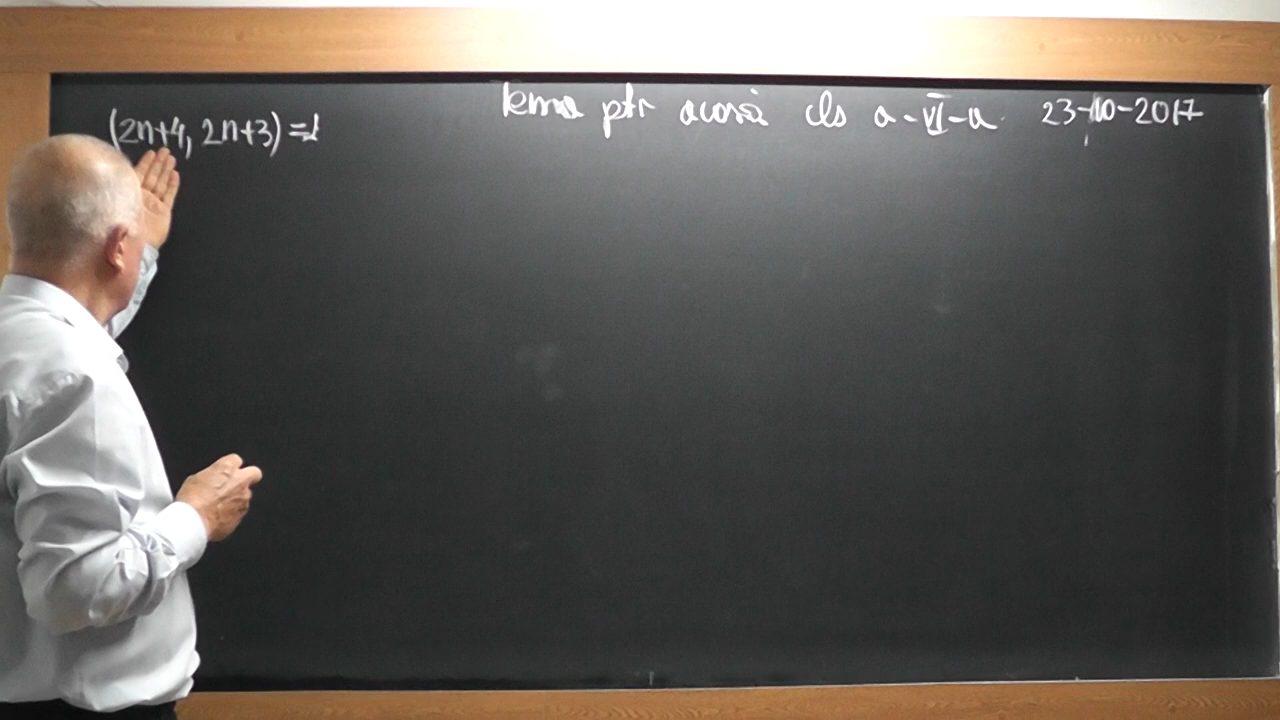 Tema ptr acasă cls a-VI-a 23-10-2017
(2n+4, 2n+3)=1